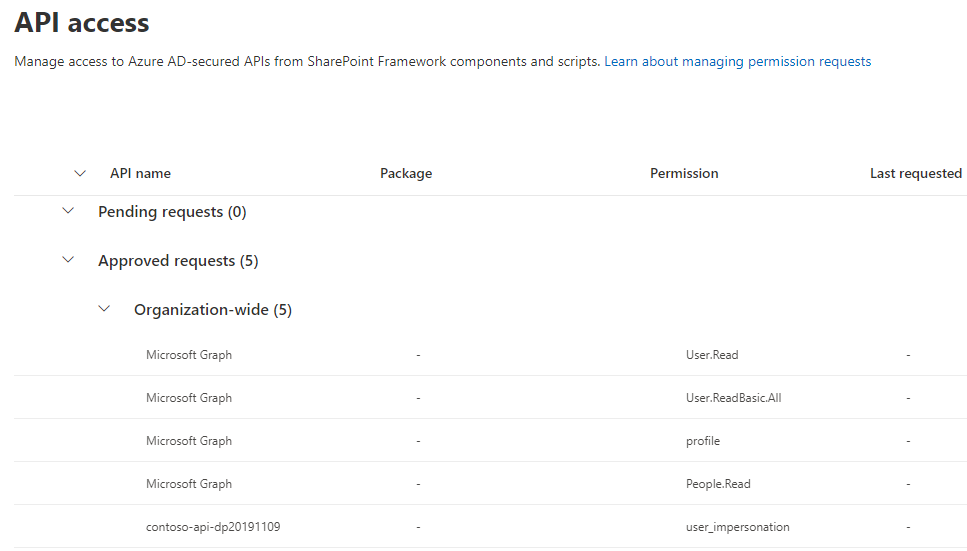 API access
Manage access to Azure AD-secured APIs from SharePoint Framework components and scripts. Learn about managing permission requests
API name Package Permission Last requested
Pending requests (0)
Approved requests (5)
Organization-wide (5)
Microsoft Graph - User.Read -
Microsoft Graph - User.ReadBasic.All -
Microsoft Graph - profile -
Microsoft Graph - People.Read -
contoso-api-dp20191109 - user_impersonation -